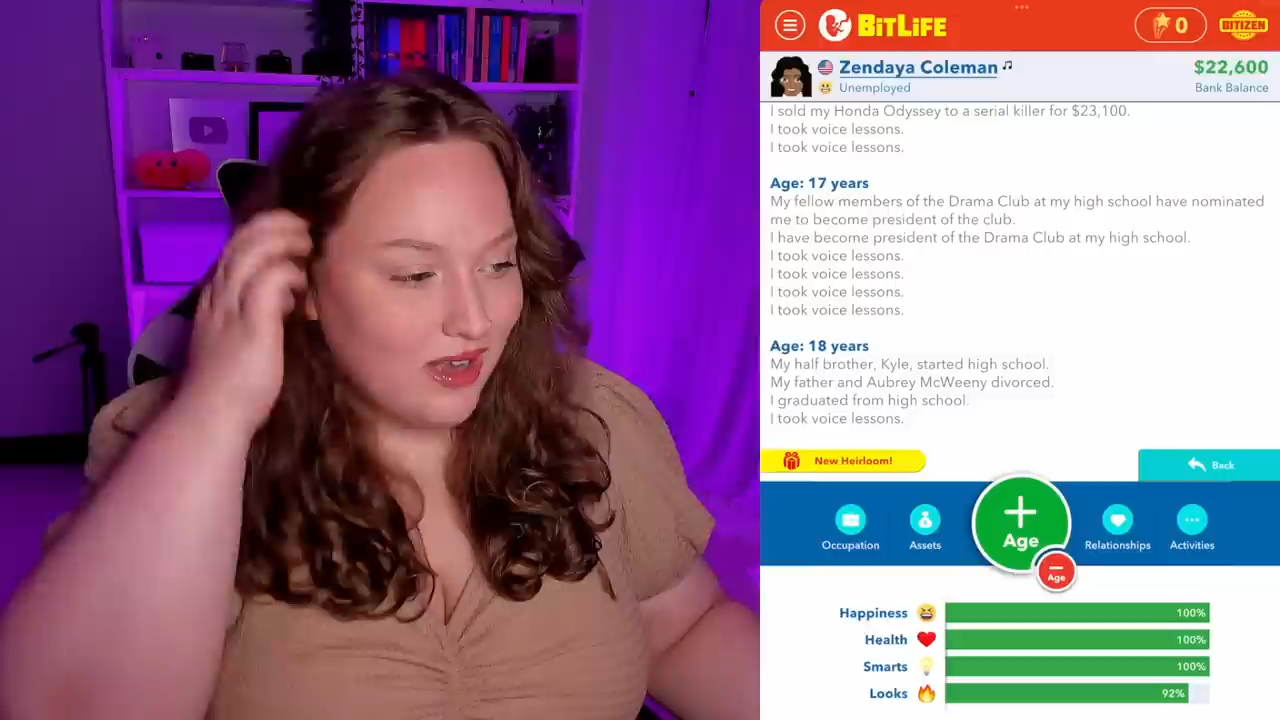 BITLIFE
0
BITIZEN
Zendaya Coleman
$22,600
Unemployed
Bank Balance
I sold my Honda Odyssey to a serial killer for $23,100.
I took voice lessons.
I took voice lessons.
Age: 17 years
My fellow members of the Drama Club at my high school have nominated
me to become president of the club.
I have become president of the Drama Club at my high school.
I took voice lessons.
I took voice lessons.
I took voice lessons.
I took voice lessons.
Age: 18 years
My half brother, Kyle, started high school.
My father and Aubrey McWeeny divorced.
I graduated from high school.
I took voice lessons.
New Heirloom!
Back
Occupation
Assets
Age
Relationships
Activities
Age
Happiness 100%
Health 100%
Smarts 100%
Looks 92%